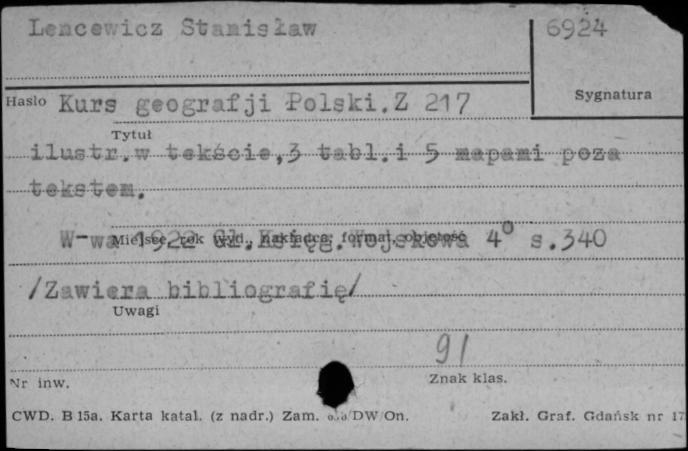 Lencewicz Stanisław 6924
Sygnatura
Hasło Kurs geografji Polski.Z 217
Tytuł
ilustr.w tekście,3 tabl.i 5 mapami poza
tekstem.
W-wa 1922 Gł.Księg.Wojskowa 4° s.340
Miejsce, rok wyd., nakładca, format, objętość
/Zawiera bibliografię/
Uwagi
91
Nr inw. Znak klas.
CWD. B 15a. Karta katal. (z nadr.) Zam. DW/On. Zakł. Graf. Gdańsk nr 17